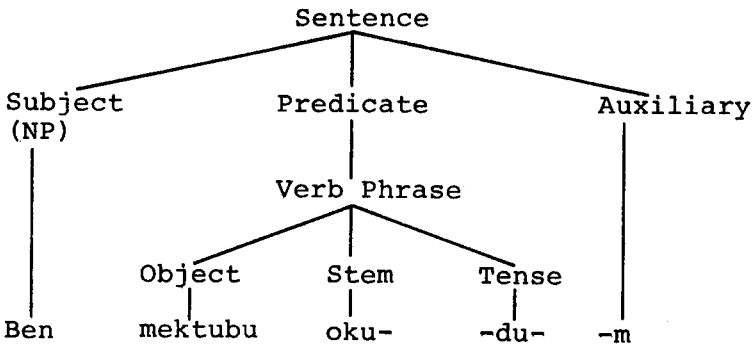 Sentence
Subject Predicate Auxiliary
(NP)
Verb Phrase
Object Stem Tense
Ben mektubu oku- -du- -m